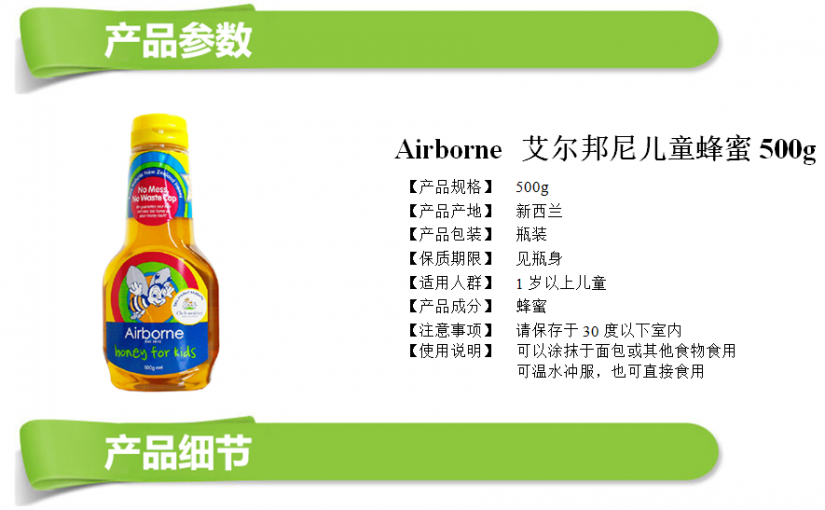 产品参数
Airborne 艾尔邦尼儿童蜂蜜 500g
【产品规格】 500g
【产品产地】 新西兰
【产品包装】 瓶装
【保质期限】 见瓶身
【适用人群】 1 岁以上儿童
【产品成分】 蜂蜜
【注意事项】 请保存于 30 度以下室内
【使用说明】 可以涂抹于面包或其他食物食用
可温水冲服，也可直接食用
No Mess,
No Waste Cap
Airborne
honey for kids
500g net
产品细节